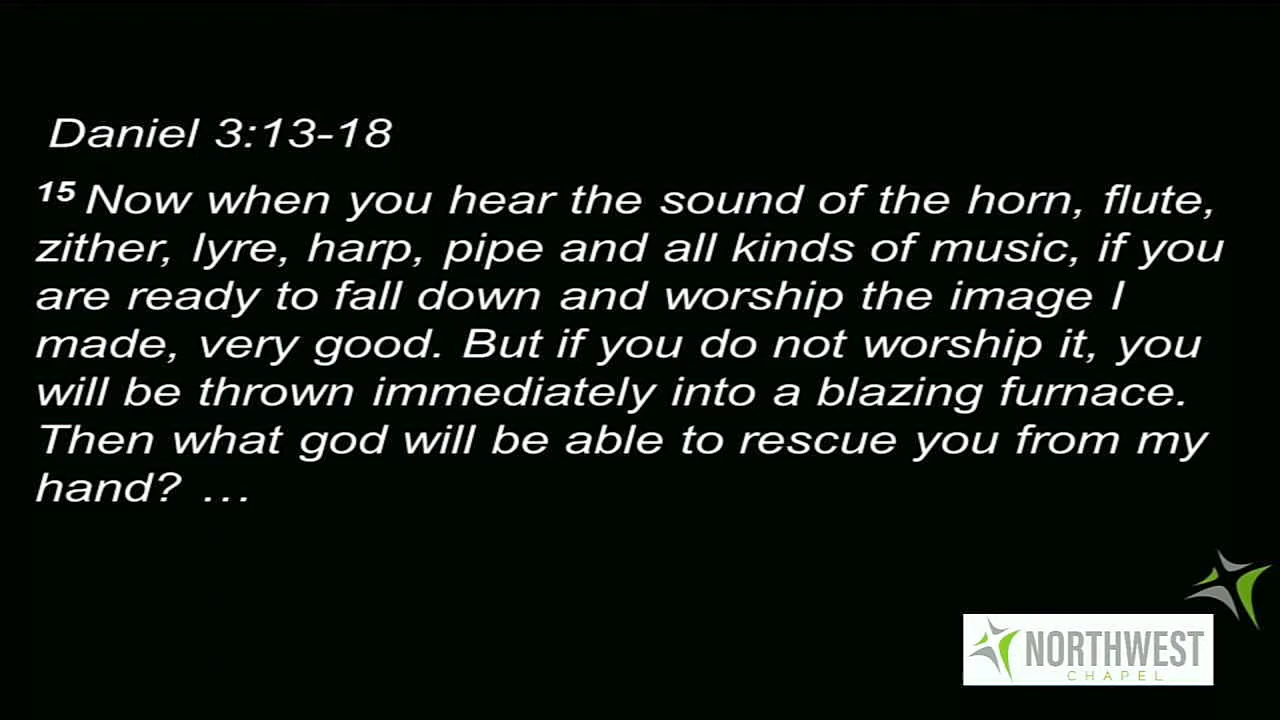 Daniel 3:13-18
15 Now when you hear the sound of the horn, flute,
zither, lyre, harp, pipe and all kinds of music, if you
are ready to fall down and worship the image I
made, very good. But if you do not worship it, you
will be thrown immediately into a blazing furnace.
Then what god will be able to rescue you from my
hand? …
NORTHWEST
CHAPEL